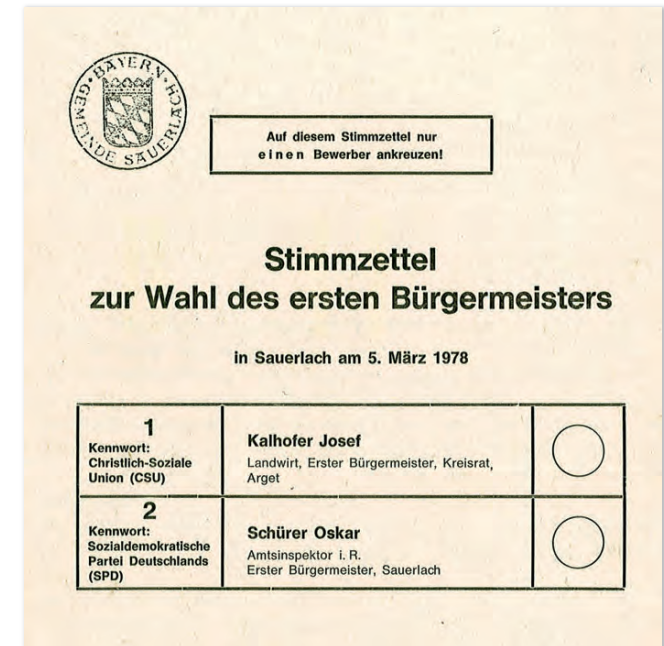 BAYERN · GEMEINDE SAUERLACH ·
Auf diesem Stimmzettel nur
einen Bewerber ankreuzen!
Stimmzettel
zur Wahl des ersten Bürgermeisters
in Sauerlach am 5. März 1978
1
Kennwort:
Christlich-Soziale
Union (CSU)
Kalhofer Josef
Landwirt, Erster Bürgermeister, Kreisrat,
Arget
2
Kennwort:
Sozialdemokratische
Partei Deutschlands
(SPD)
Schürer Oskar
Amtsinspektor i. R.
Erster Bürgermeister, Sauerlach